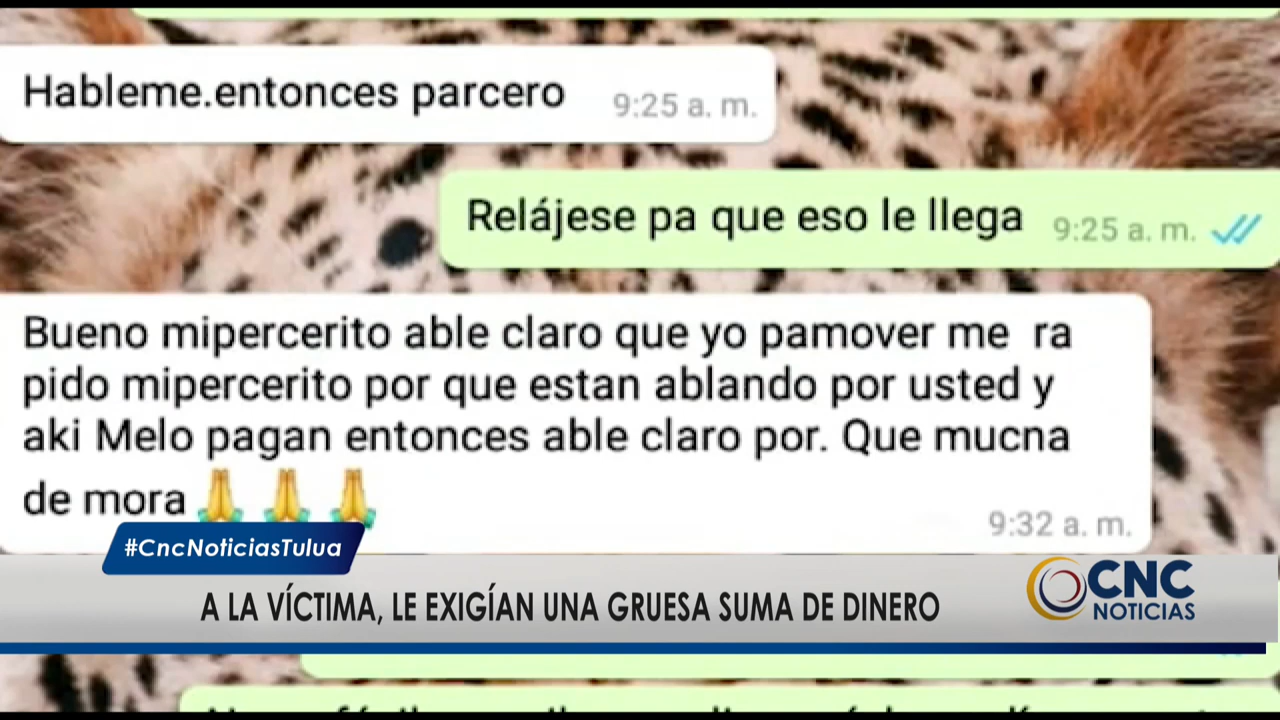 Hableme.entonces parcero
9:25 a. m.
Relájese pa que eso le llega
9:25 a. m.
Bueno mipercerito able claro que yo pamover me ra
pido mipercerito por que estan ablando por usted y
aki Melo pagan entonces able claro por. Que mucna
de mora 🙏 🙏 🙏
9:32 a. m.
#CncNoticiasTulua
A LA VÍCTIMA, LE EXIGÍAN UNA GRUESA SUMA DE DINERO
CNC
NOTICIAS